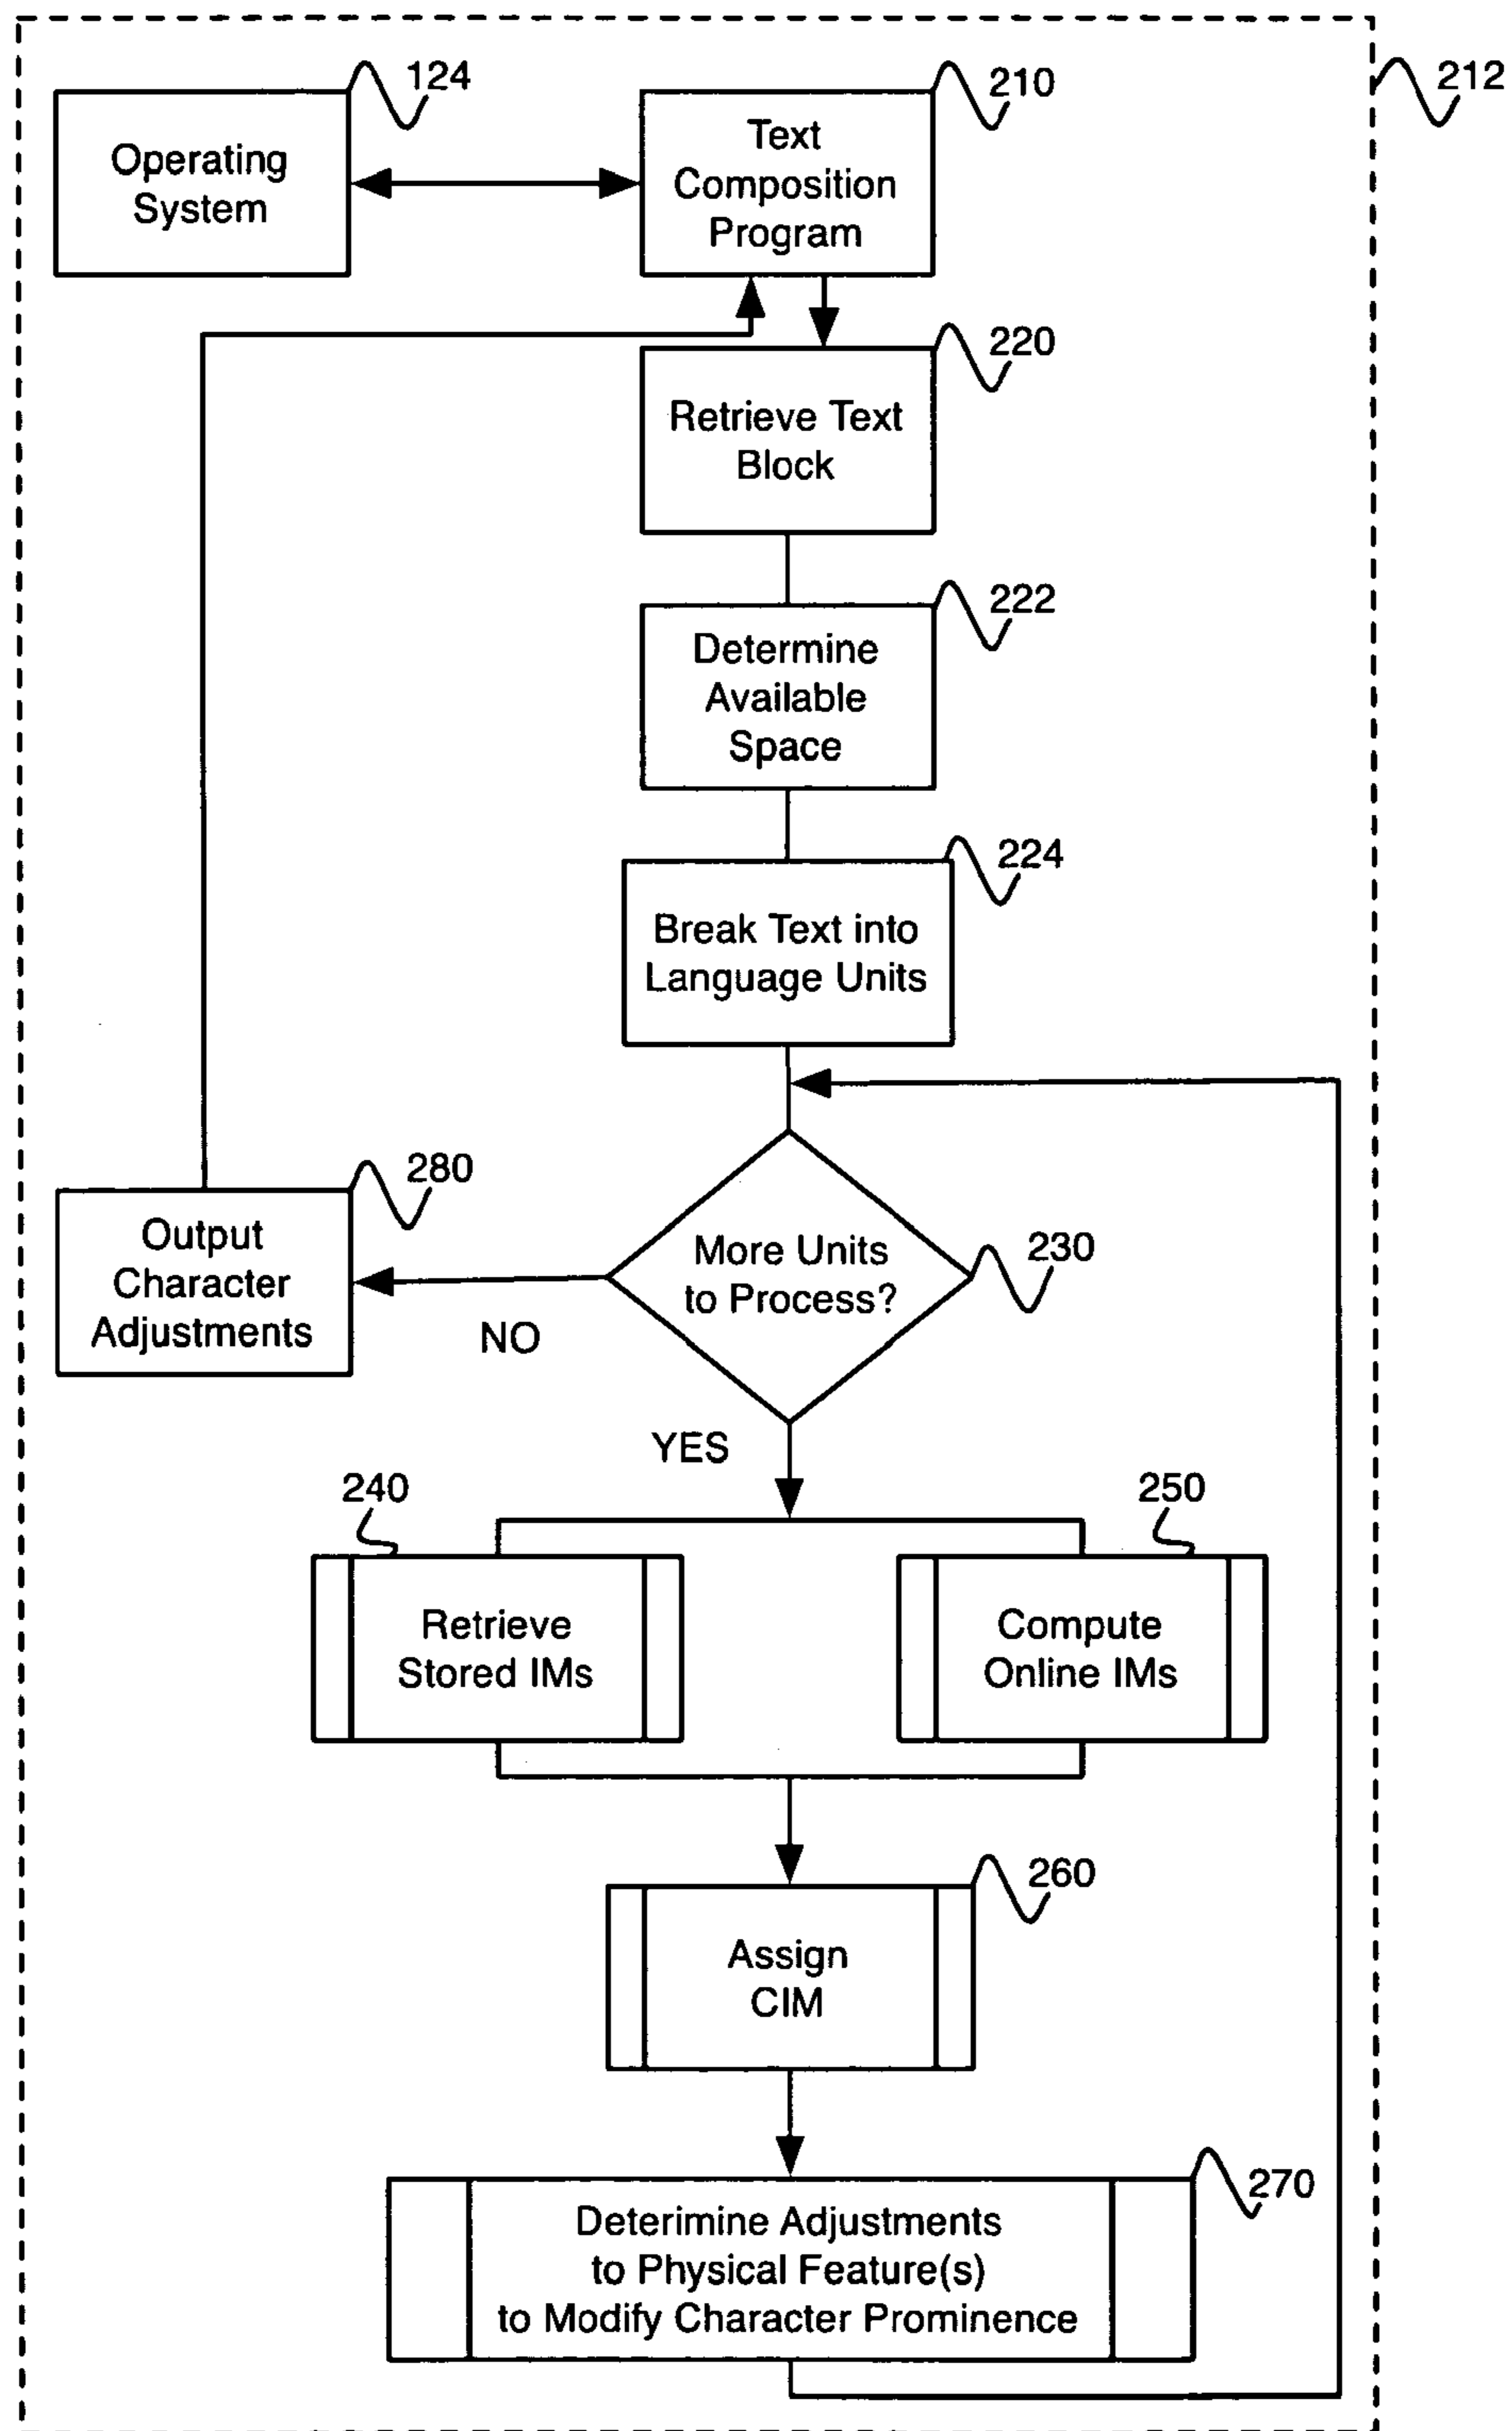 124
210
212
Operating
System
Text
Composition
Program
220
Retrieve Text
Block
222
Determine
Available
Space
224
Break Text into
Language Units
280
Output
Character
Adjustments
230
More Units
to Process?
NO
YES
240
250
Retrieve
Stored IMs
Compute
Online IMs
260
Assign
CIM
270
Deterimine Adjustments
to Physical Feature(s)
to Modify Character Prominence